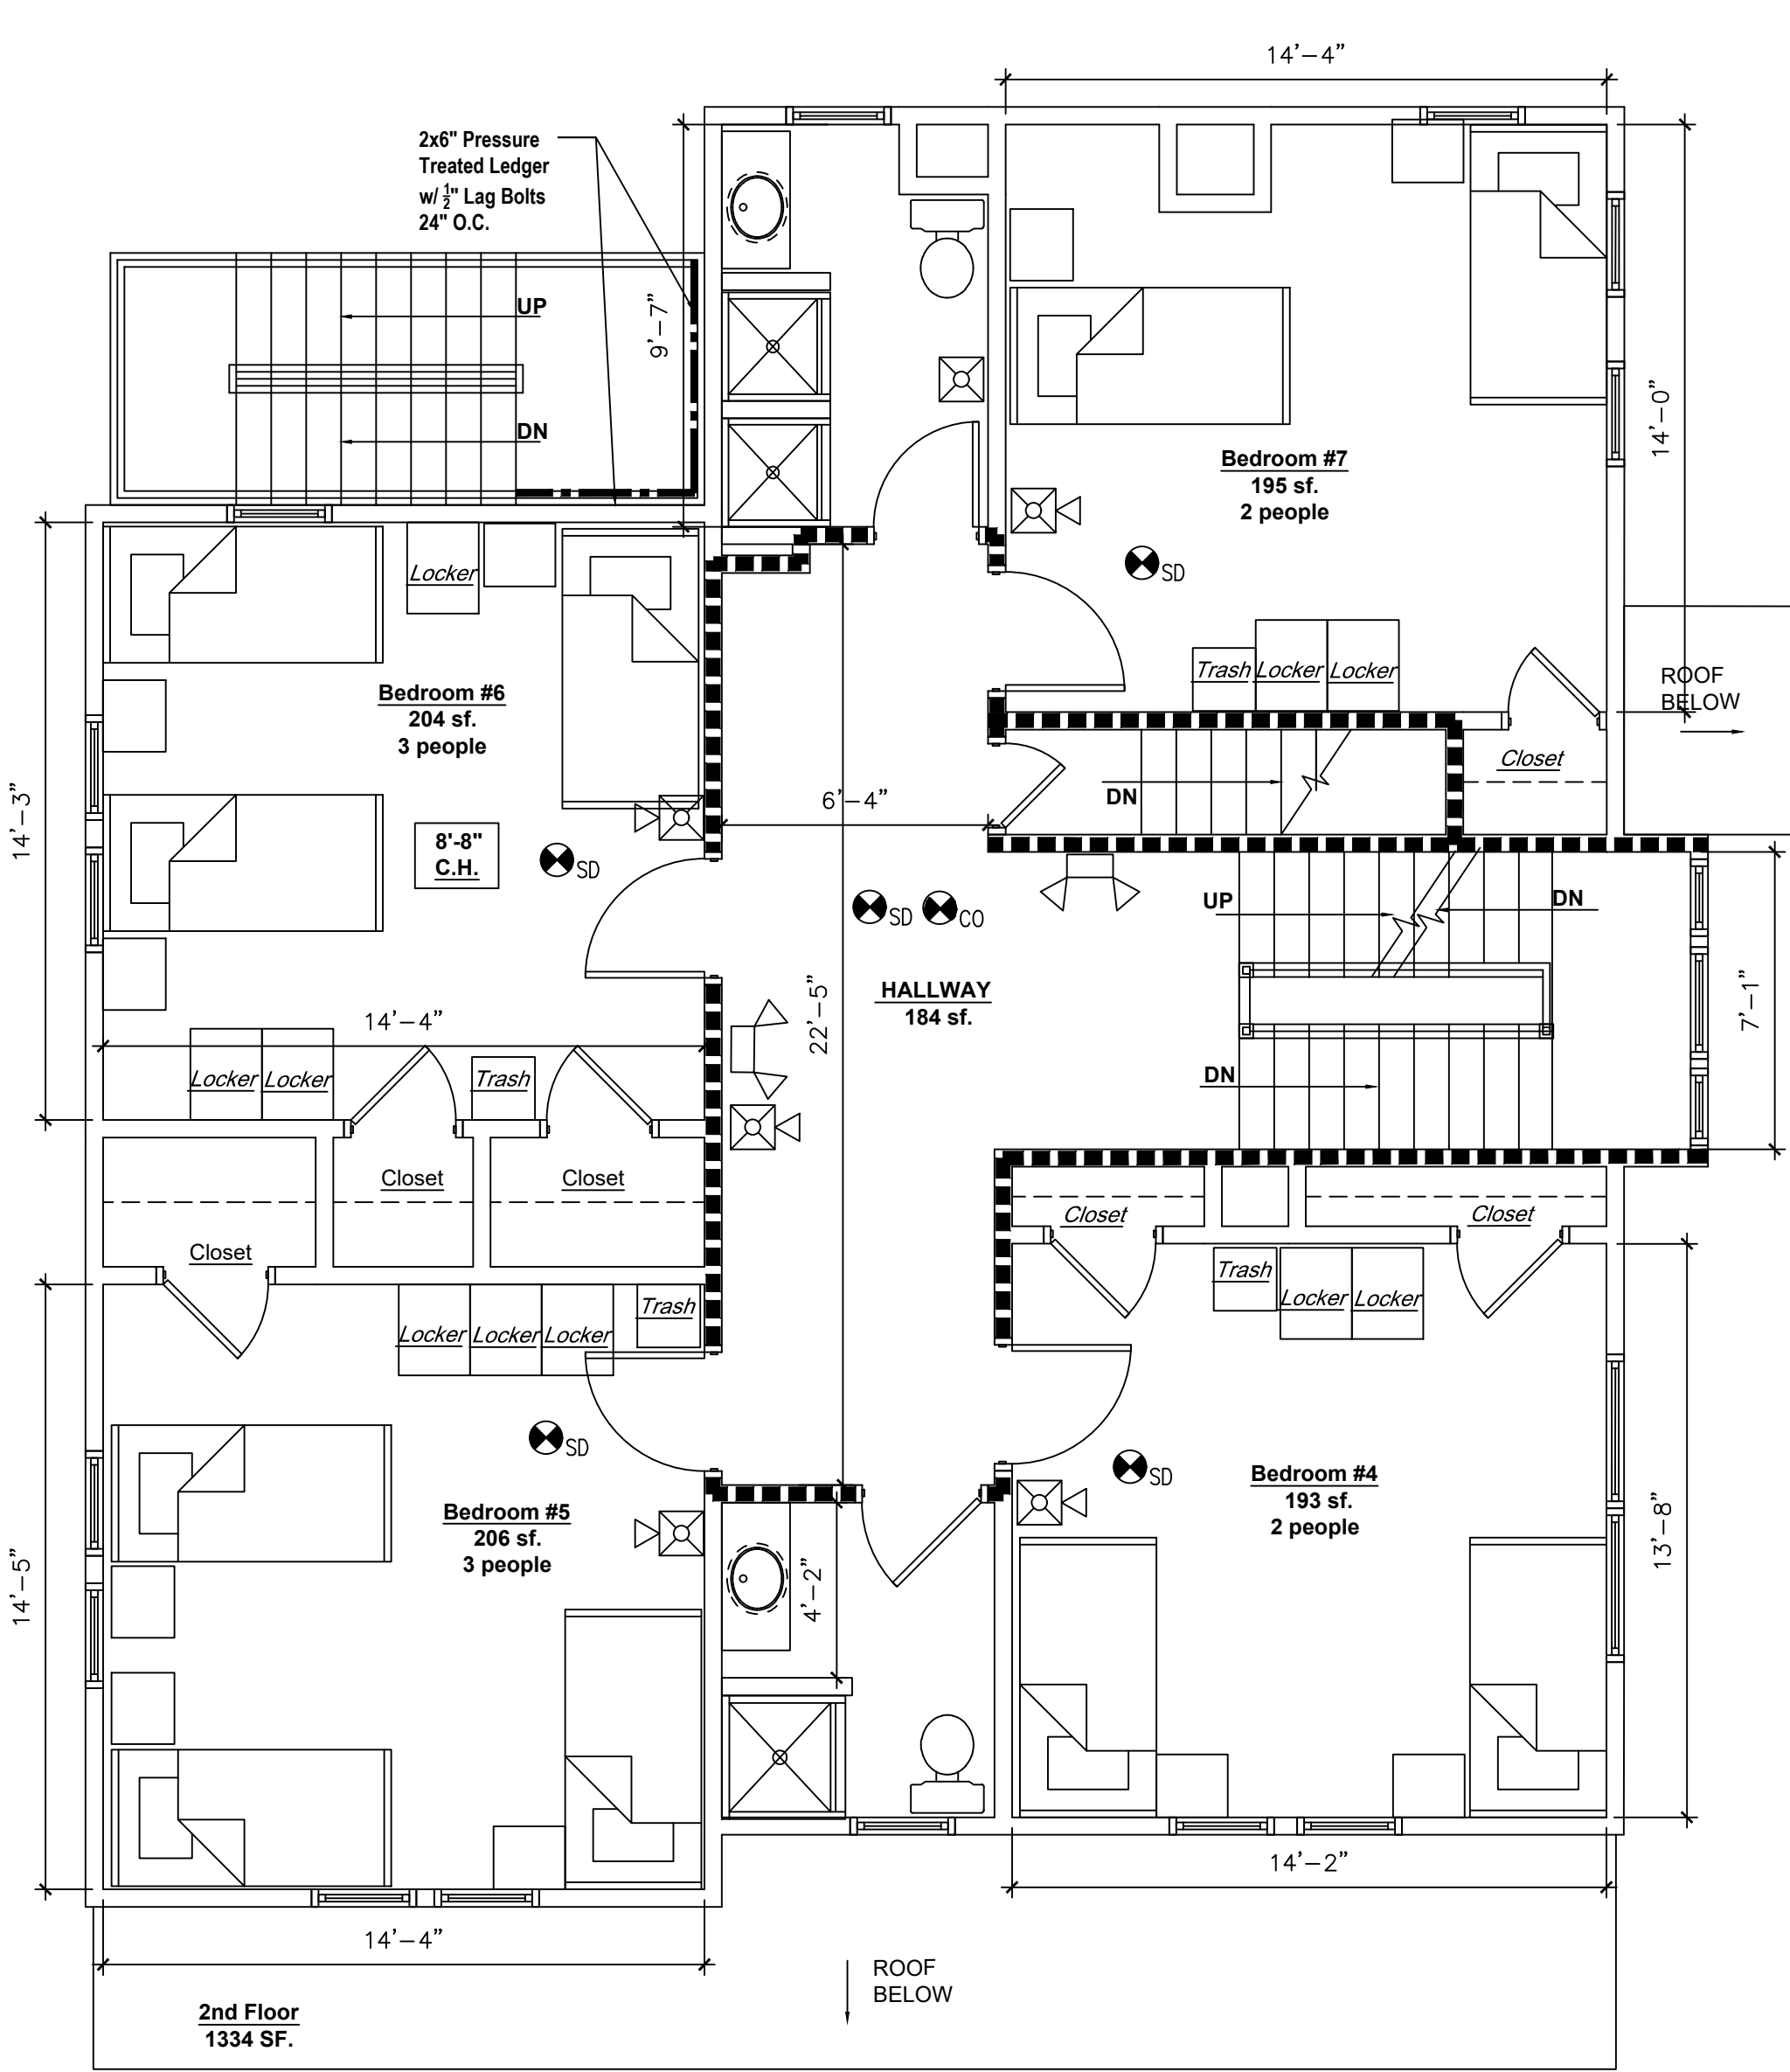 14'-4"
2x6" Pressure
Treated Ledger
w/ 1/2" Lag Bolts
24" O.C.
UP
9'-7"
DN
14'-0"
Bedroom #7
195 sf.
2 people
SD
Locker
Trash Locker Locker
ROOF
BELOW
Closet
Bedroom #6
204 sf.
3 people
14'-3"
6'-4"
DN
8'-8"
C.H.
SD
SD
CO
UP
DN
HALLWAY
184 sf.
22'-5"
7'-1"
14'-4"
DN
Locker Locker
Trash
Closet
Closet
Closet
Closet
Closet
Trash
Locker Locker
Trash
Locker Locker Locker
SD
SD
Bedroom #4
193 sf.
2 people
Bedroom #5
206 sf.
3 people
14'-5"
4'-2"
13'-8"
14'-2"
14'-4"
ROOF
BELOW
2nd Floor
1334 SF.